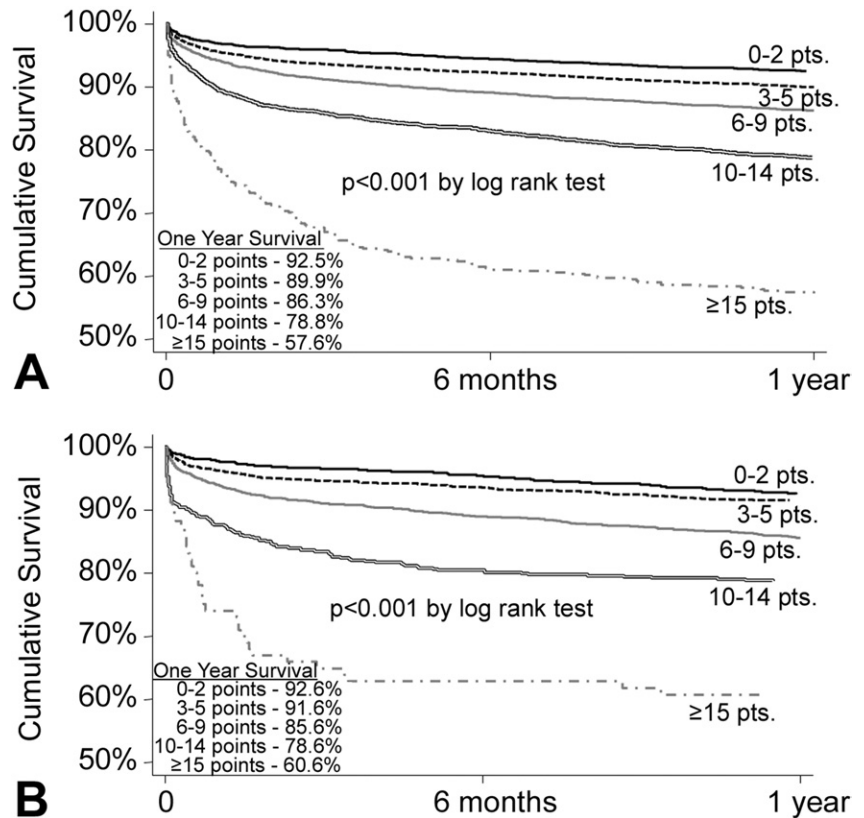 Cumulative Survival
100%
90%
80%
70%
60%
50%
0-2 pts.
3-5 pts.
6-9 pts.
10-14 pts.
p<0.001 by log rank test
≥15 pts.
One Year Survival
0-2 points - 92.5%
3-5 points - 89.9%
6-9 points - 86.3%
10-14 points - 78.8%
≥15 points - 57.6%
A
0
6 months
1 year
Cumulative Survival
100%
90%
80%
70%
60%
50%
0-2 pts.
3-5 pts.
6-9 pts.
10-14 pts.
p<0.001 by log rank test
≥15 pts.
One Year Survival
0-2 points - 92.6%
3-5 points - 91.6%
6-9 points - 85.6%
10-14 points - 78.6%
≥15 points - 60.6%
B
0
6 months
1 year